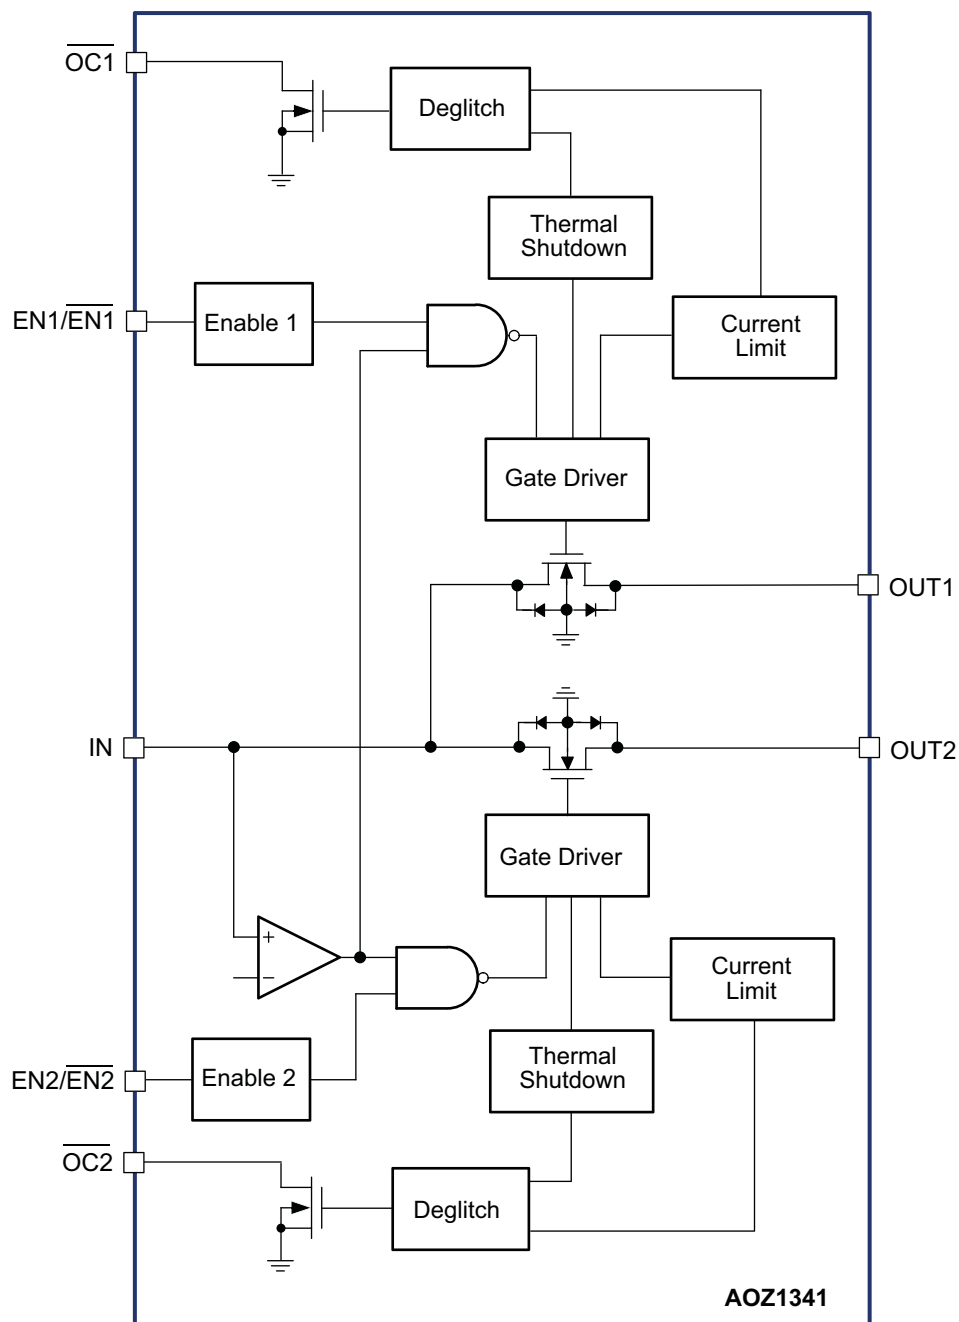 OC1
Deglitch
Thermal
Shutdown
EN1/EN1
Enable 1
Current
Limit
Gate Driver
OUT1
IN
OUT2
Gate Driver
+
−
Current
Limit
Thermal
Shutdown
EN2/EN2
Enable 2
OC2
Deglitch
AOZ1341